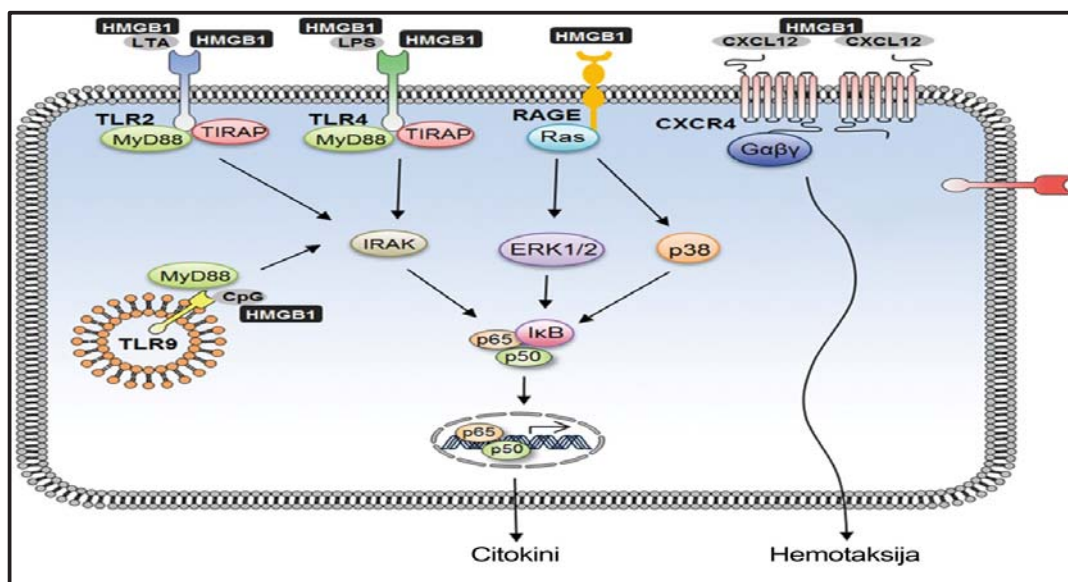 HMGB1
LTA
HMGB1
TLR2
MyD88
TIRAP
HMGB1
LPS
HMGB1
TLR4
MyD88
TIRAP
HMGB1
RAGE
Ras
HMGB1
CXCL12
CXCL12
CXCR4
Gαβγ
IRAK
ERK1/2
p38
MyD88
CpG
HMGB1
TLR9
p65
IκB
p50
p65
p50
Citokini
Hemotaksija